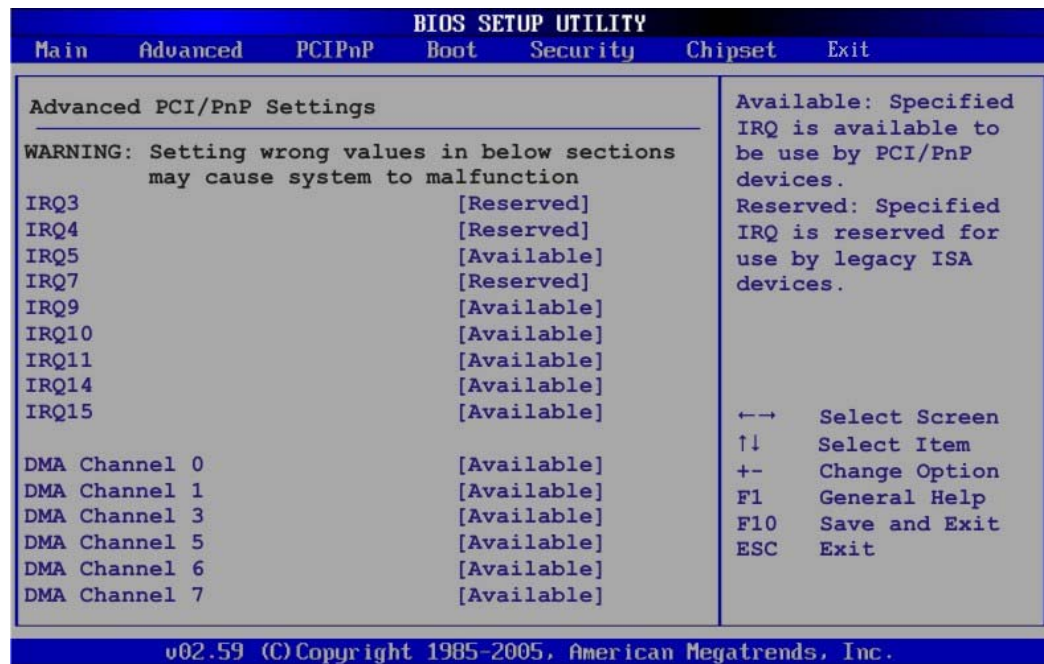 BIOS SETUP UTILITY
Main Advanced PCIPnP Boot Security Chipset Exit
Advanced PCI/PnP Settings
WARNING: Setting wrong values in below sections
may cause system to malfunction
IRQ3 [Reserved]
IRQ4 [Reserved]
IRQ5 [Available]
IRQ7 [Reserved]
IRQ9 [Available]
IRQ10 [Available]
IRQ11 [Available]
IRQ14 [Available]
IRQ15 [Available]
DMA Channel 0 [Available]
DMA Channel 1 [Available]
DMA Channel 3 [Available]
DMA Channel 5 [Available]
DMA Channel 6 [Available]
DMA Channel 7 [Available]
Available: Specified
IRQ is available to
be use by PCI/PnP
devices.
Reserved: Specified
IRQ is reserved for
use by legacy ISA
devices.
←→ Select Screen
↑↓ Select Item
+- Change Option
F1 General Help
F10 Save and Exit
ESC Exit
v02.59 (C)Copyright 1985-2005, American Megatrends, Inc.